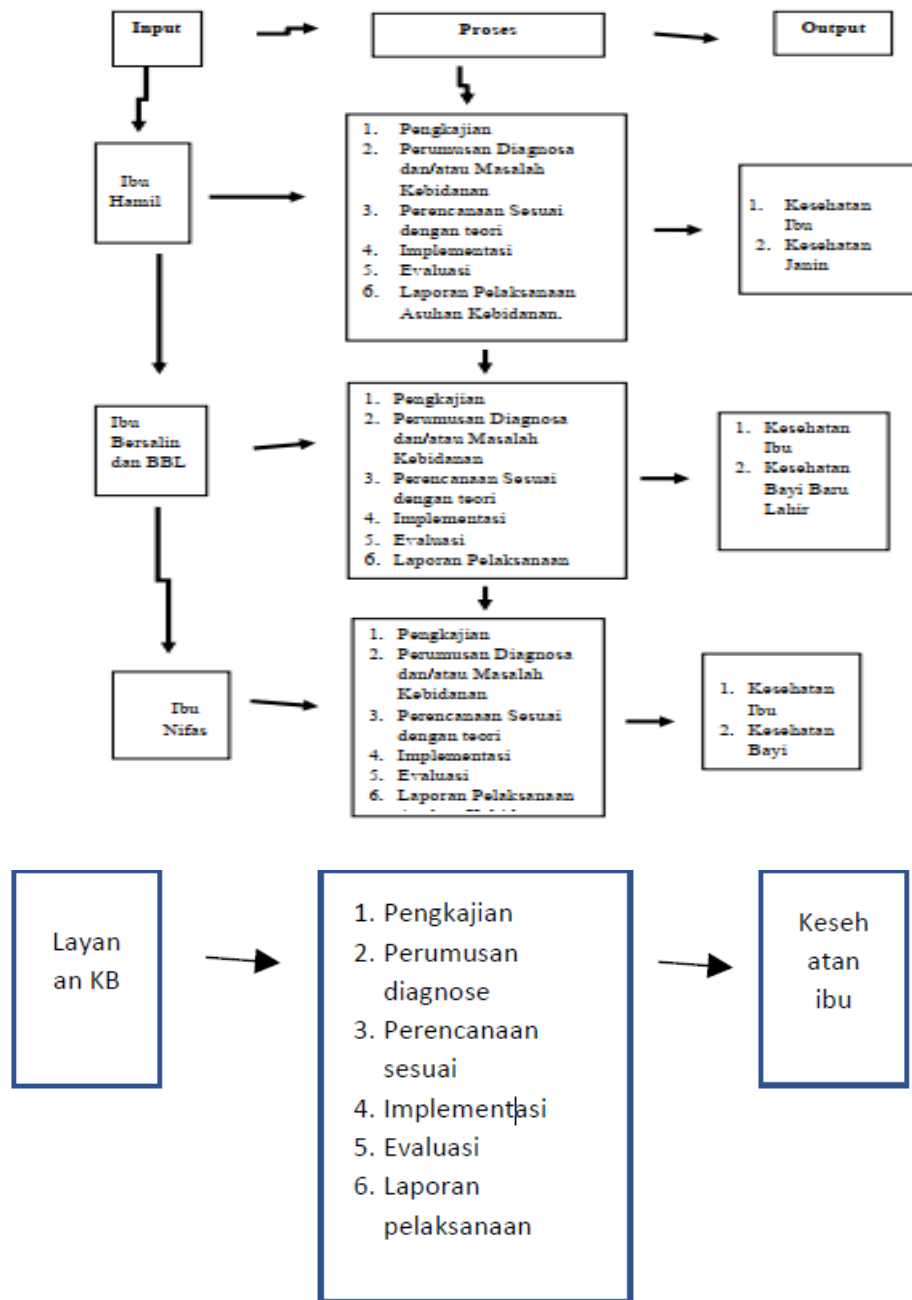 Input
Proses
Output
Ibu
Hamil
1. Pengkajian
2. Perumusan Diagnosa
dan/atau Masalah
Kebidanan
3. Perencanaan Sesuai
dengan teori
4. Implementasi
5. Evaluasi
6. Laporan Pelaksanaan
Asuhan Kebidanan.
1. Kesehatan
Ibu
2. Kesehatan
Janin
Ibu
Bersalin
dan BBL
1. Pengkajian
2. Perumusan Diagnosa
dan/atau Masalah
Kebidanan
3. Perencanaan Sesuai
dengan teori
4. Implementasi
5. Evaluasi
6. Laporan Pelaksanaan
1. Kesehatan
Ibu
2. Kesehatan
Bayi Baru
Lahir
Ibu
Nifas
1. Pengkajian
2. Perumusan Diagnosa
dan/atau Masalah
Kebidanan
3. Perencanaan Sesuai
dengan teori
4. Implementasi
5. Evaluasi
6. Laporan Pelaksanaan
1. Kesehatan
Ibu
2. Kesehatan
Bayi
Layan
an KB
1. Pengkajian
2. Perumusan
diagnose
3. Perencanaan
sesuai
4. Implementasi
5. Evaluasi
6. Laporan
pelaksanaan
Keseh
atan
ibu